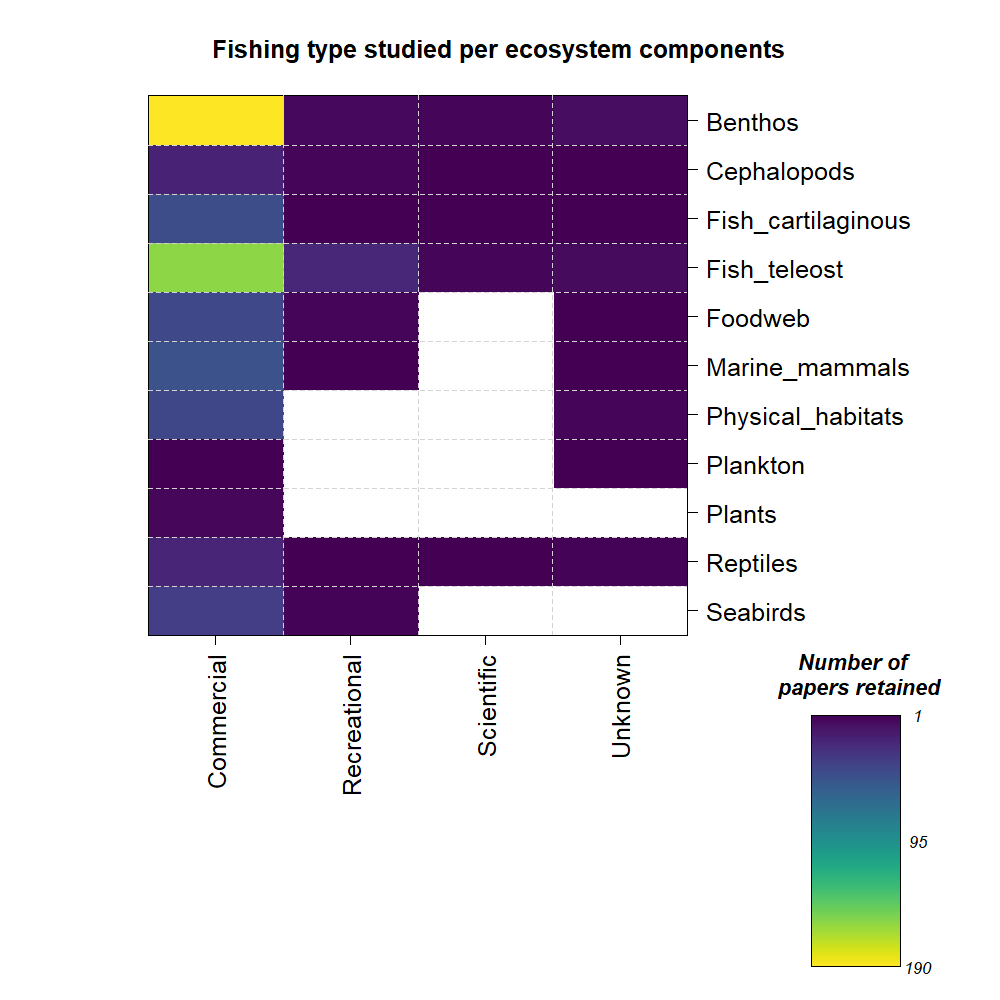 Fishing type studied per ecosystem components
Benthos
Cephalopods
Fish_cartilaginous
Fish_teleost
Foodweb
Marine_mammals
Physical_habitats
Plankton
Plants
Reptiles
Seabirds
Commercial
Recreational
Scientific
Unknown
Number of
papers retained
1
95
190